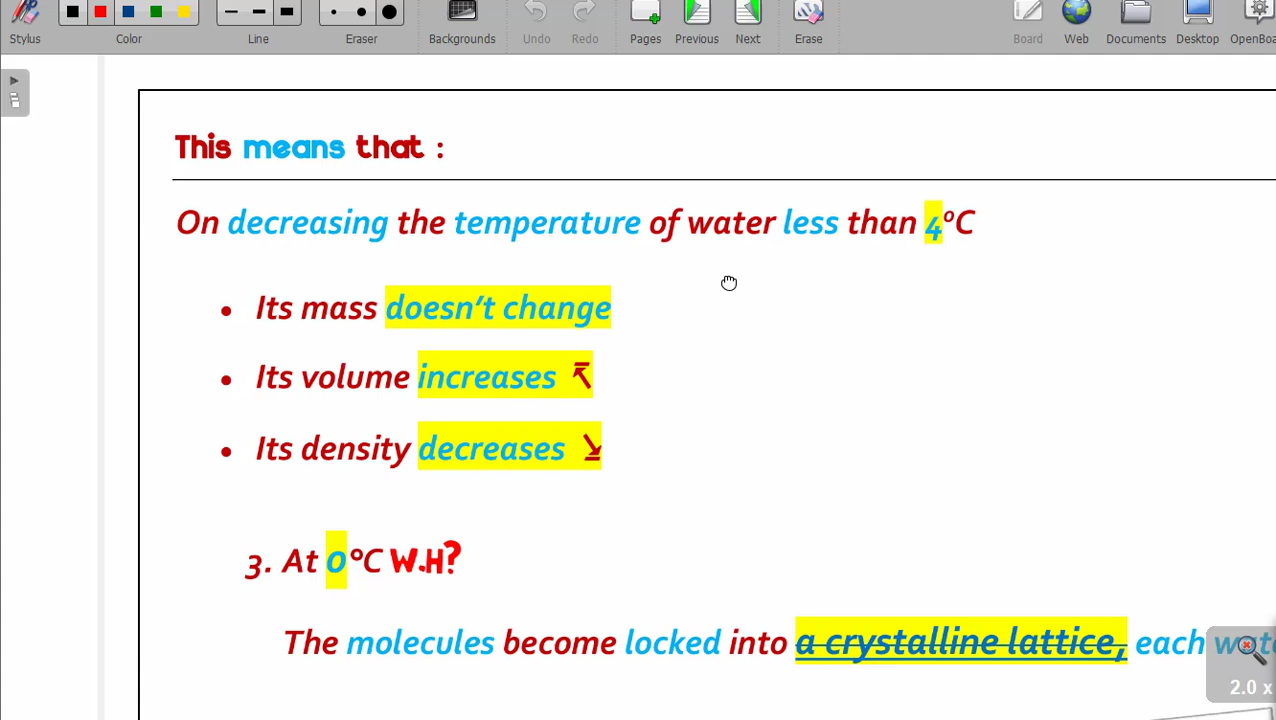 Stylus Color Line Eraser Backgrounds Undo Redo Pages Previous Next Erase Board Web Documents Desktop
This means that :
On decreasing the temperature of water less than 4°C
• Its mass doesn't change
• Its volume increases ↖
• Its density decreases ↘
3. At 0°C W.H?
The molecules become locked into a crystalline lattice, each
2.0 x